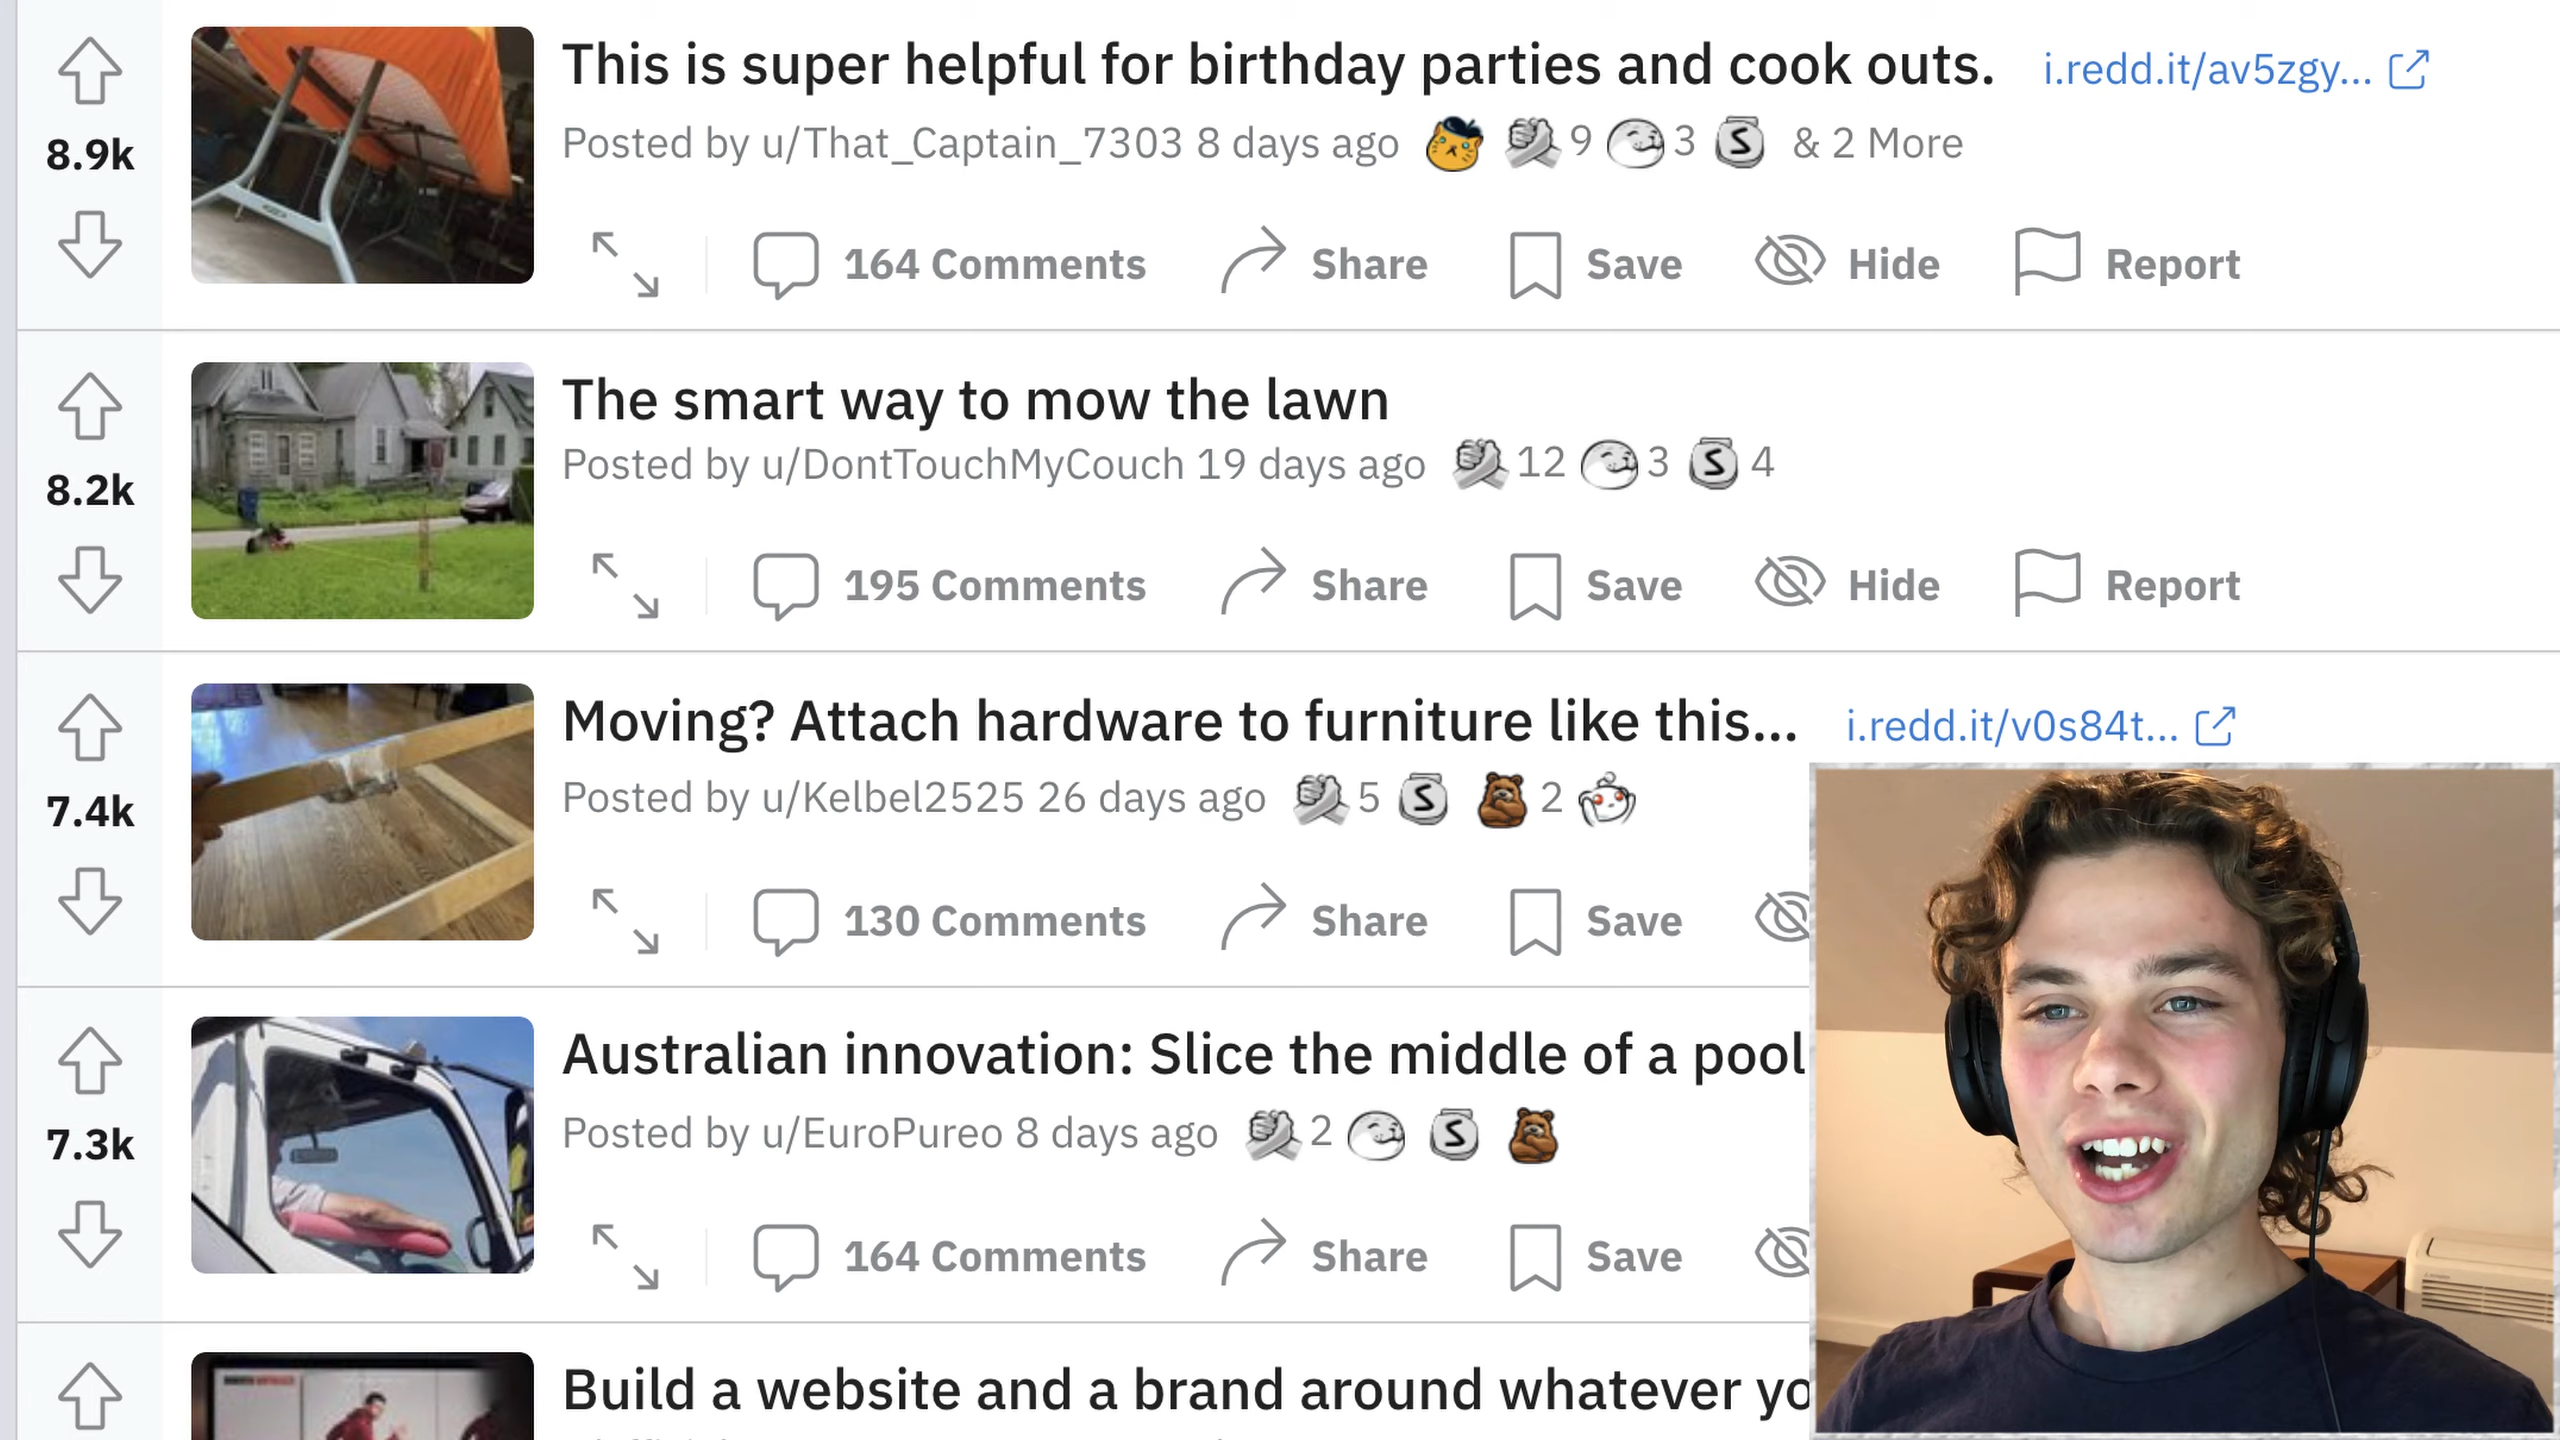 This is super helpful for birthday parties and cook outs. i.redd.it/av5zgy...
8.9k
Posted by u/That_Captain_7303 8 days ago 9 3 & 2 More
164 Comments Share Save Hide Report
The smart way to mow the lawn
8.2k
Posted by u/DontTouchMyCouch 19 days ago 12 3 4
195 Comments Share Save Hide Report
Moving? Attach hardware to furniture like this... i.redd.it/v0s84t...
7.4k
Posted by u/Kelbel2525 26 days ago 5 2
130 Comments Share Save
Australian innovation: Slice the middle of a pool
7.3k
Posted by u/EuroPureo 8 days ago 2
164 Comments Share Save
Build a website and a brand around whatever yo